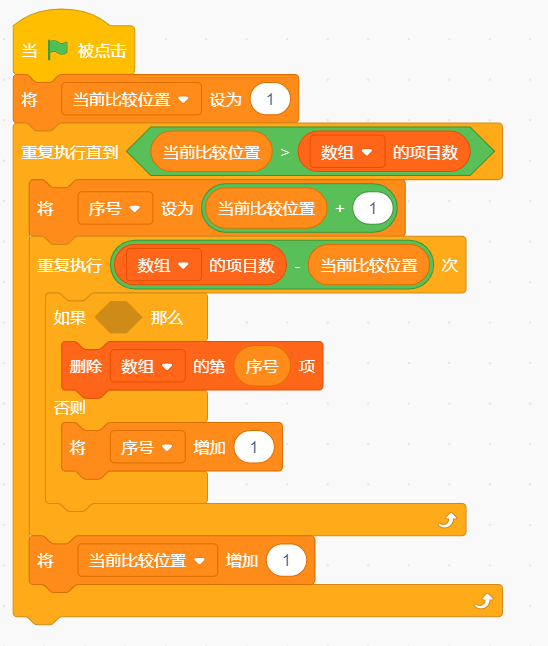 当 被点击
将 当前比较位置 设为 1
重复执行直到 当前比较位置 > 数组 的项目数
将 序号 设为 当前比较位置 + 1
重复执行 数组 的项目数 - 当前比较位置 次
如果 那么
删除 数组 的第 序号 项
否则
将 序号 增加 1
将 当前比较位置 增加 1